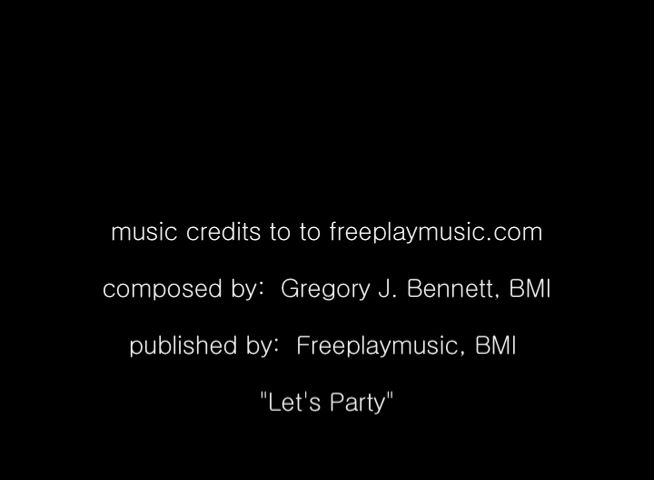 music credits to to freeplaymusic.com
composed by:  Gregory J. Bennett, BMI
published by:  Freeplaymusic, BMI
"Let's Party"